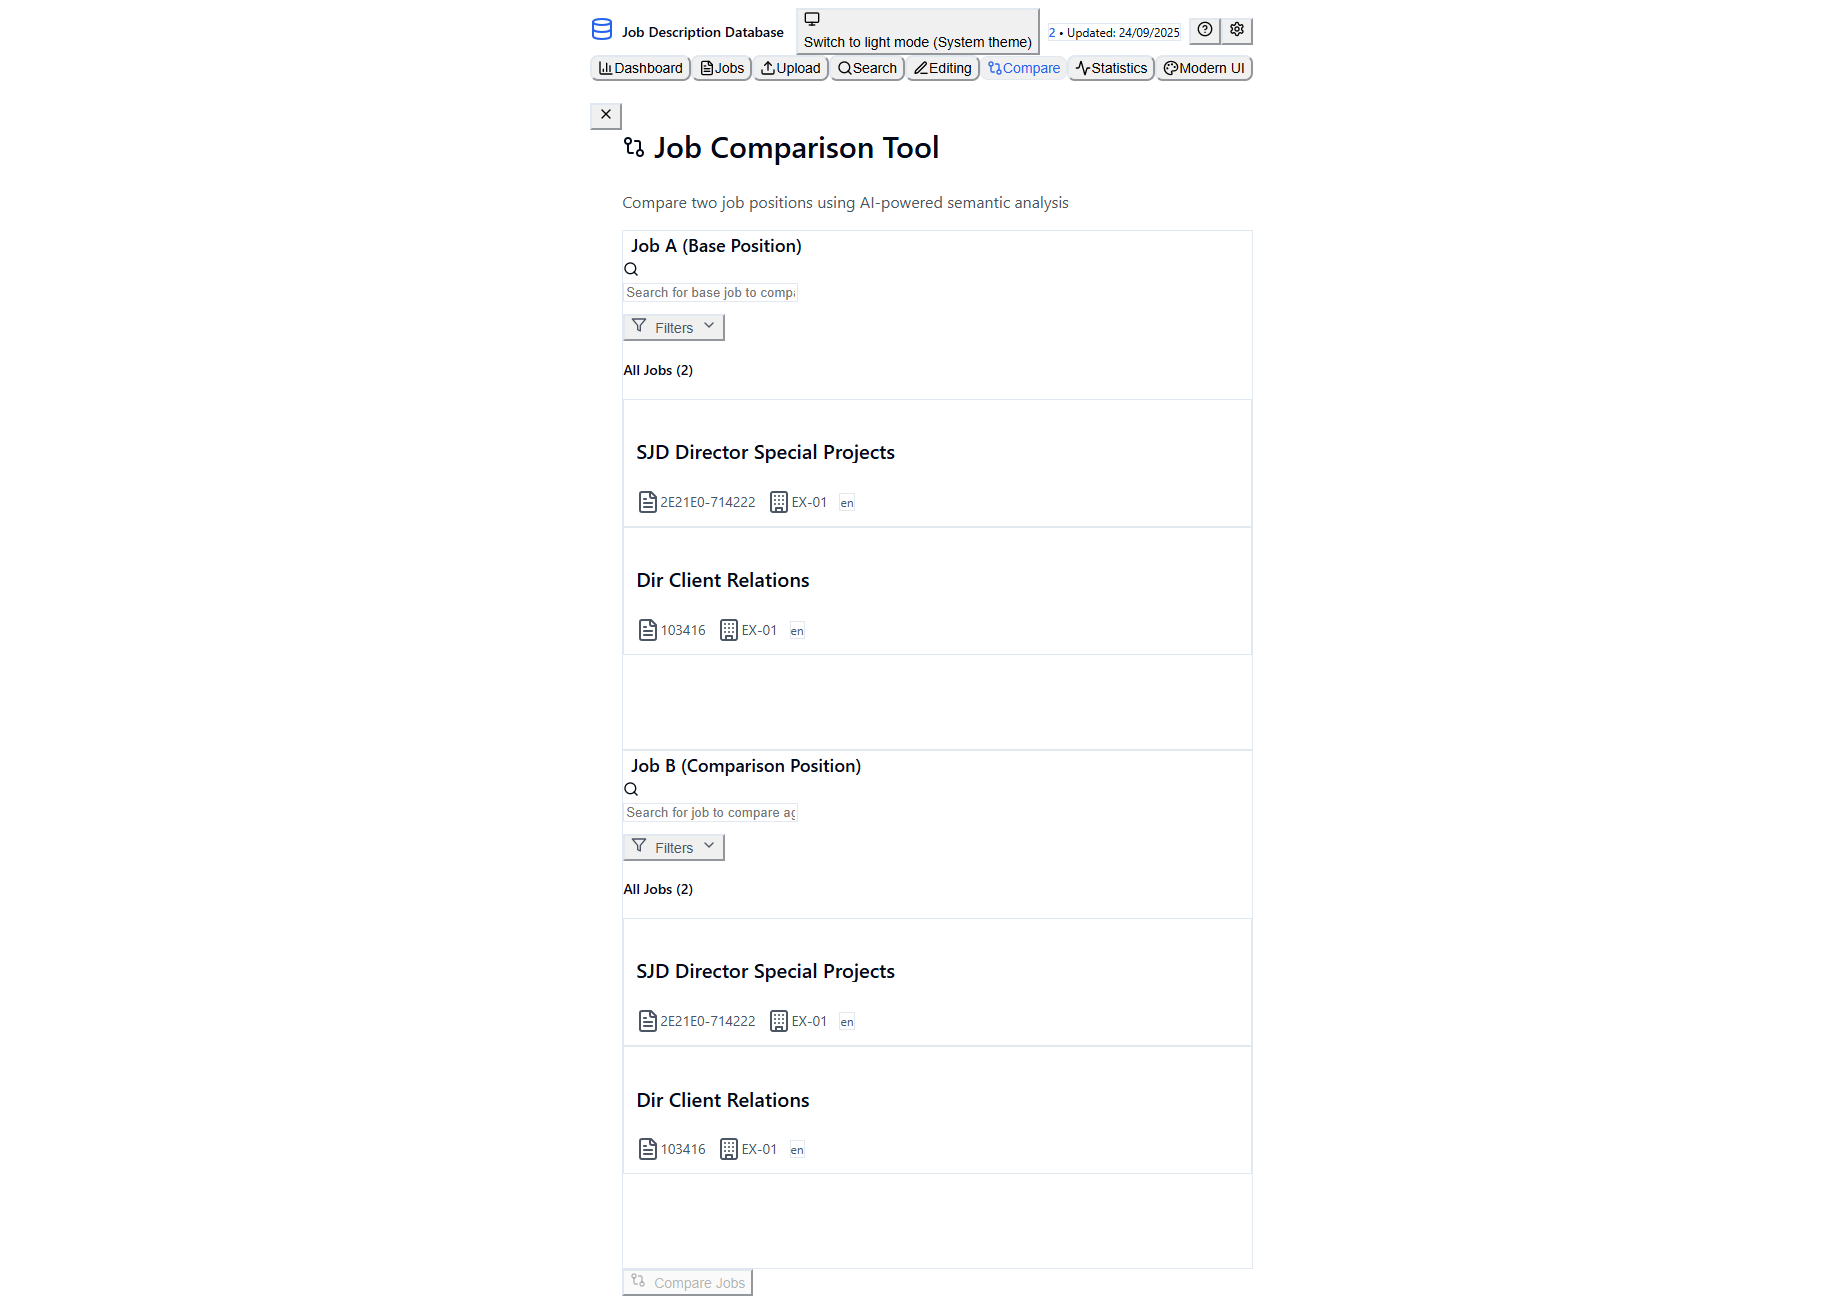 Job Description Database
Switch to light mode (System theme)
2 • Updated: 24/09/2025
Dashboard Jobs Upload Search Editing Compare Statistics Modern UI
Job Comparison Tool
Compare two job positions using AI-powered semantic analysis
Job A (Base Position)
Search for base job to compa
Filters
All Jobs (2)
SJD Director Special Projects
2E21E0-714222 EX-01 en
Dir Client Relations
103416 EX-01 en
Job B (Comparison Position)
Search for job to compare ag
Filters
All Jobs (2)
SJD Director Special Projects
2E21E0-714222 EX-01 en
Dir Client Relations
103416 EX-01 en
Compare Jobs